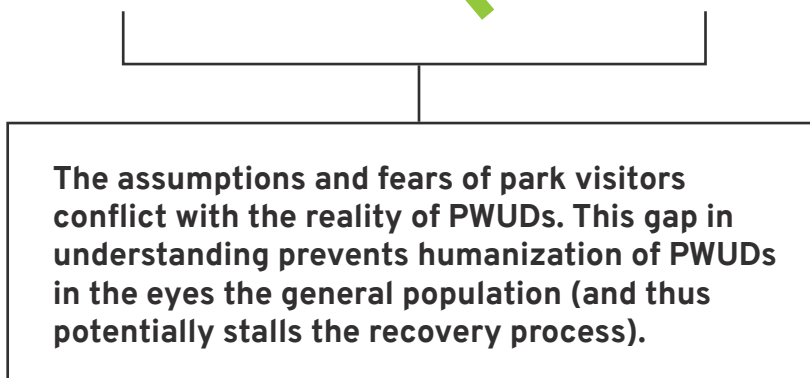 The assumptions and fears of park visitors
conflict with the reality of PWUDs. This gap in
understanding prevents humanization of PWUDs
in the eyes the general population (and thus
potentially stalls the recovery process).